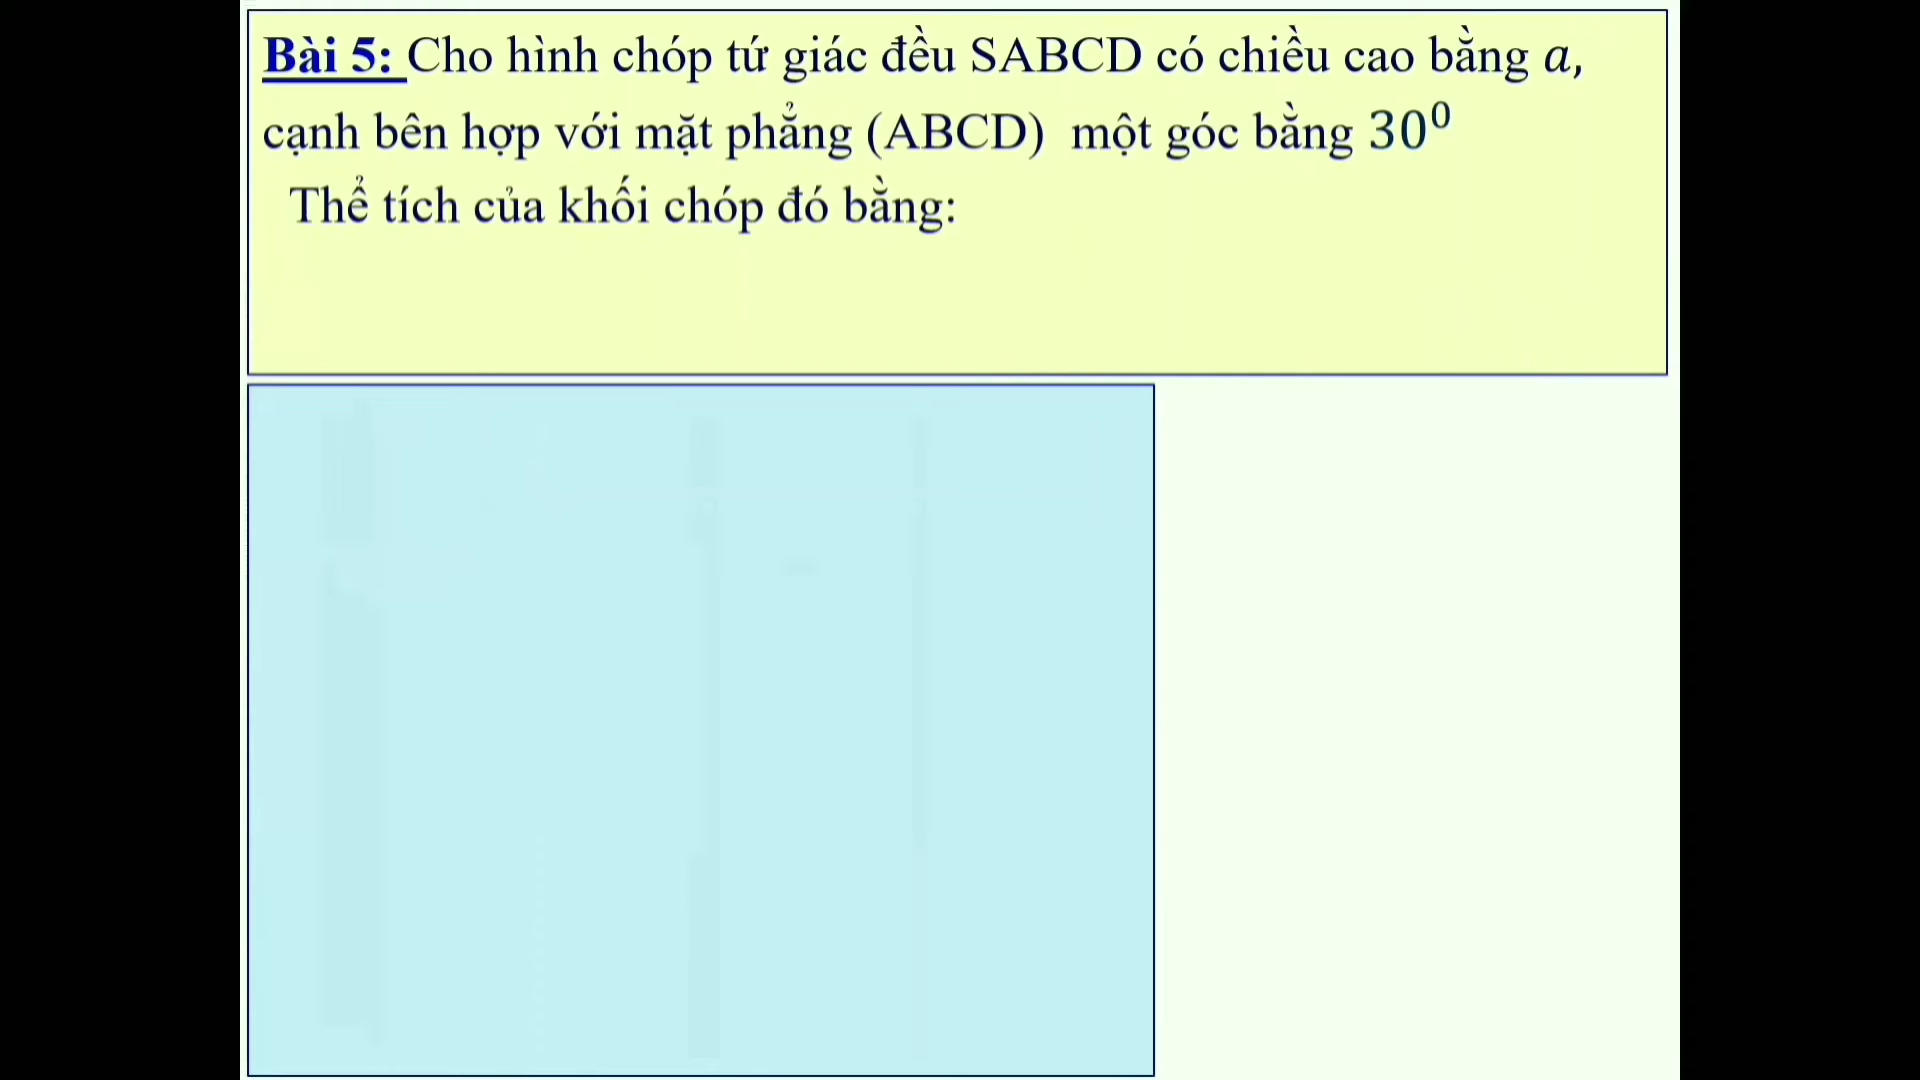 Bài 5: Cho hình chóp tứ giác đều SABCD có chiều cao bằng a,
cạnh bên hợp với mặt phẳng (ABCD) một góc bằng 30⁰
Thể tích của khối chóp đó bằng: